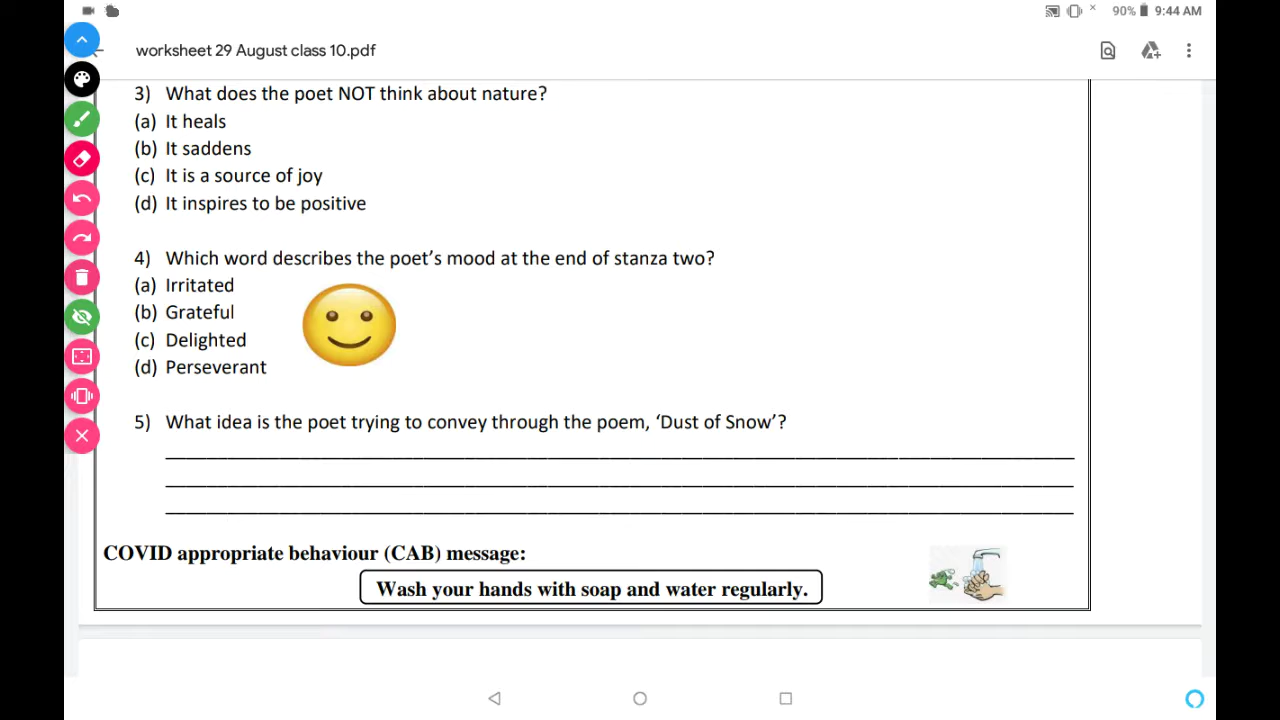 90% 9:44 AM
worksheet 29 August class 10.pdf
3) What does the poet NOT think about nature?
(a) It heals
(b) It saddens
(c) It is a source of joy
(d) It inspires to be positive
4) Which word describes the poet’s mood at the end of stanza two?
(a) Irritated
(b) Grateful
(c) Delighted
(d) Perseverant
5) What idea is the poet trying to convey through the poem, ‘Dust of Snow’?
COVID appropriate behaviour (CAB) message:
Wash your hands with soap and water regularly.